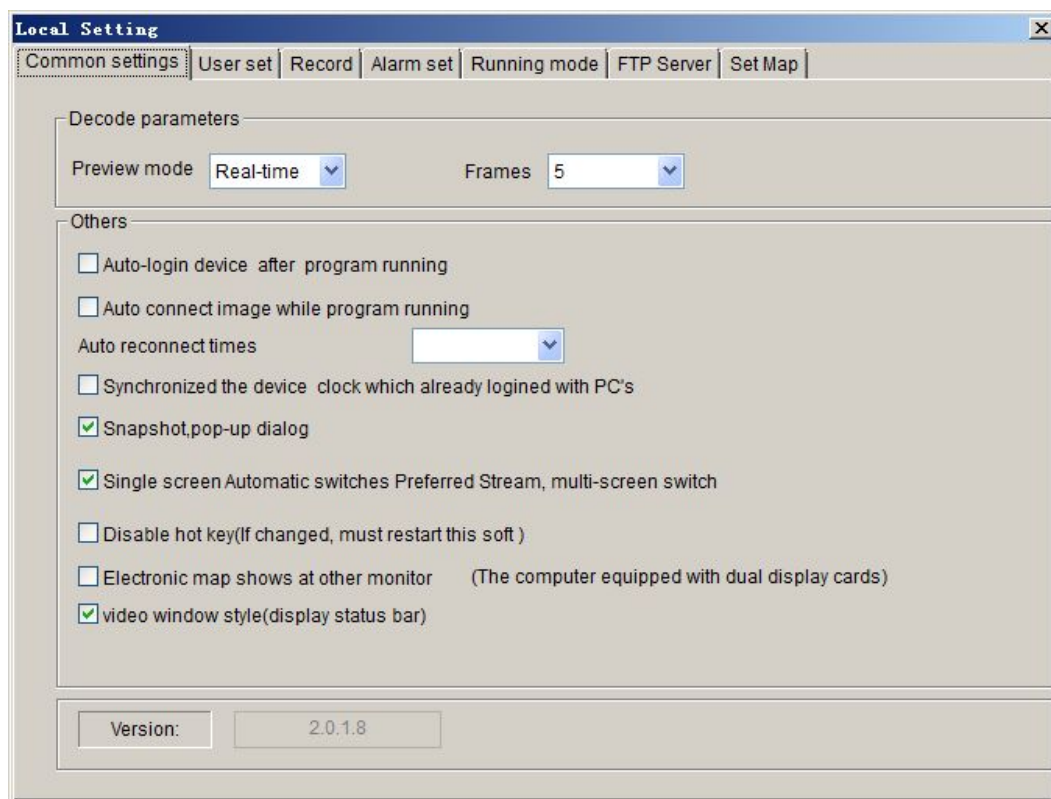 Local Setting
Common settings User set Record Alarm set Running mode FTP Server Set Map
Decode parameters
Preview mode Real-time Frames 5
Others
Auto-login device after program running
Auto connect image while program running
Auto reconnect times
Synchronized the device clock which already logined with PC's
Snapshot,pop-up dialog
Single screen Automatic switches Preferred Stream, multi-screen switch
Disable hot key(If changed, must restart this soft )
Electronic map shows at other monitor (The computer equipped with dual display cards)
video window style(display status bar)
Version: 2.0.1.8